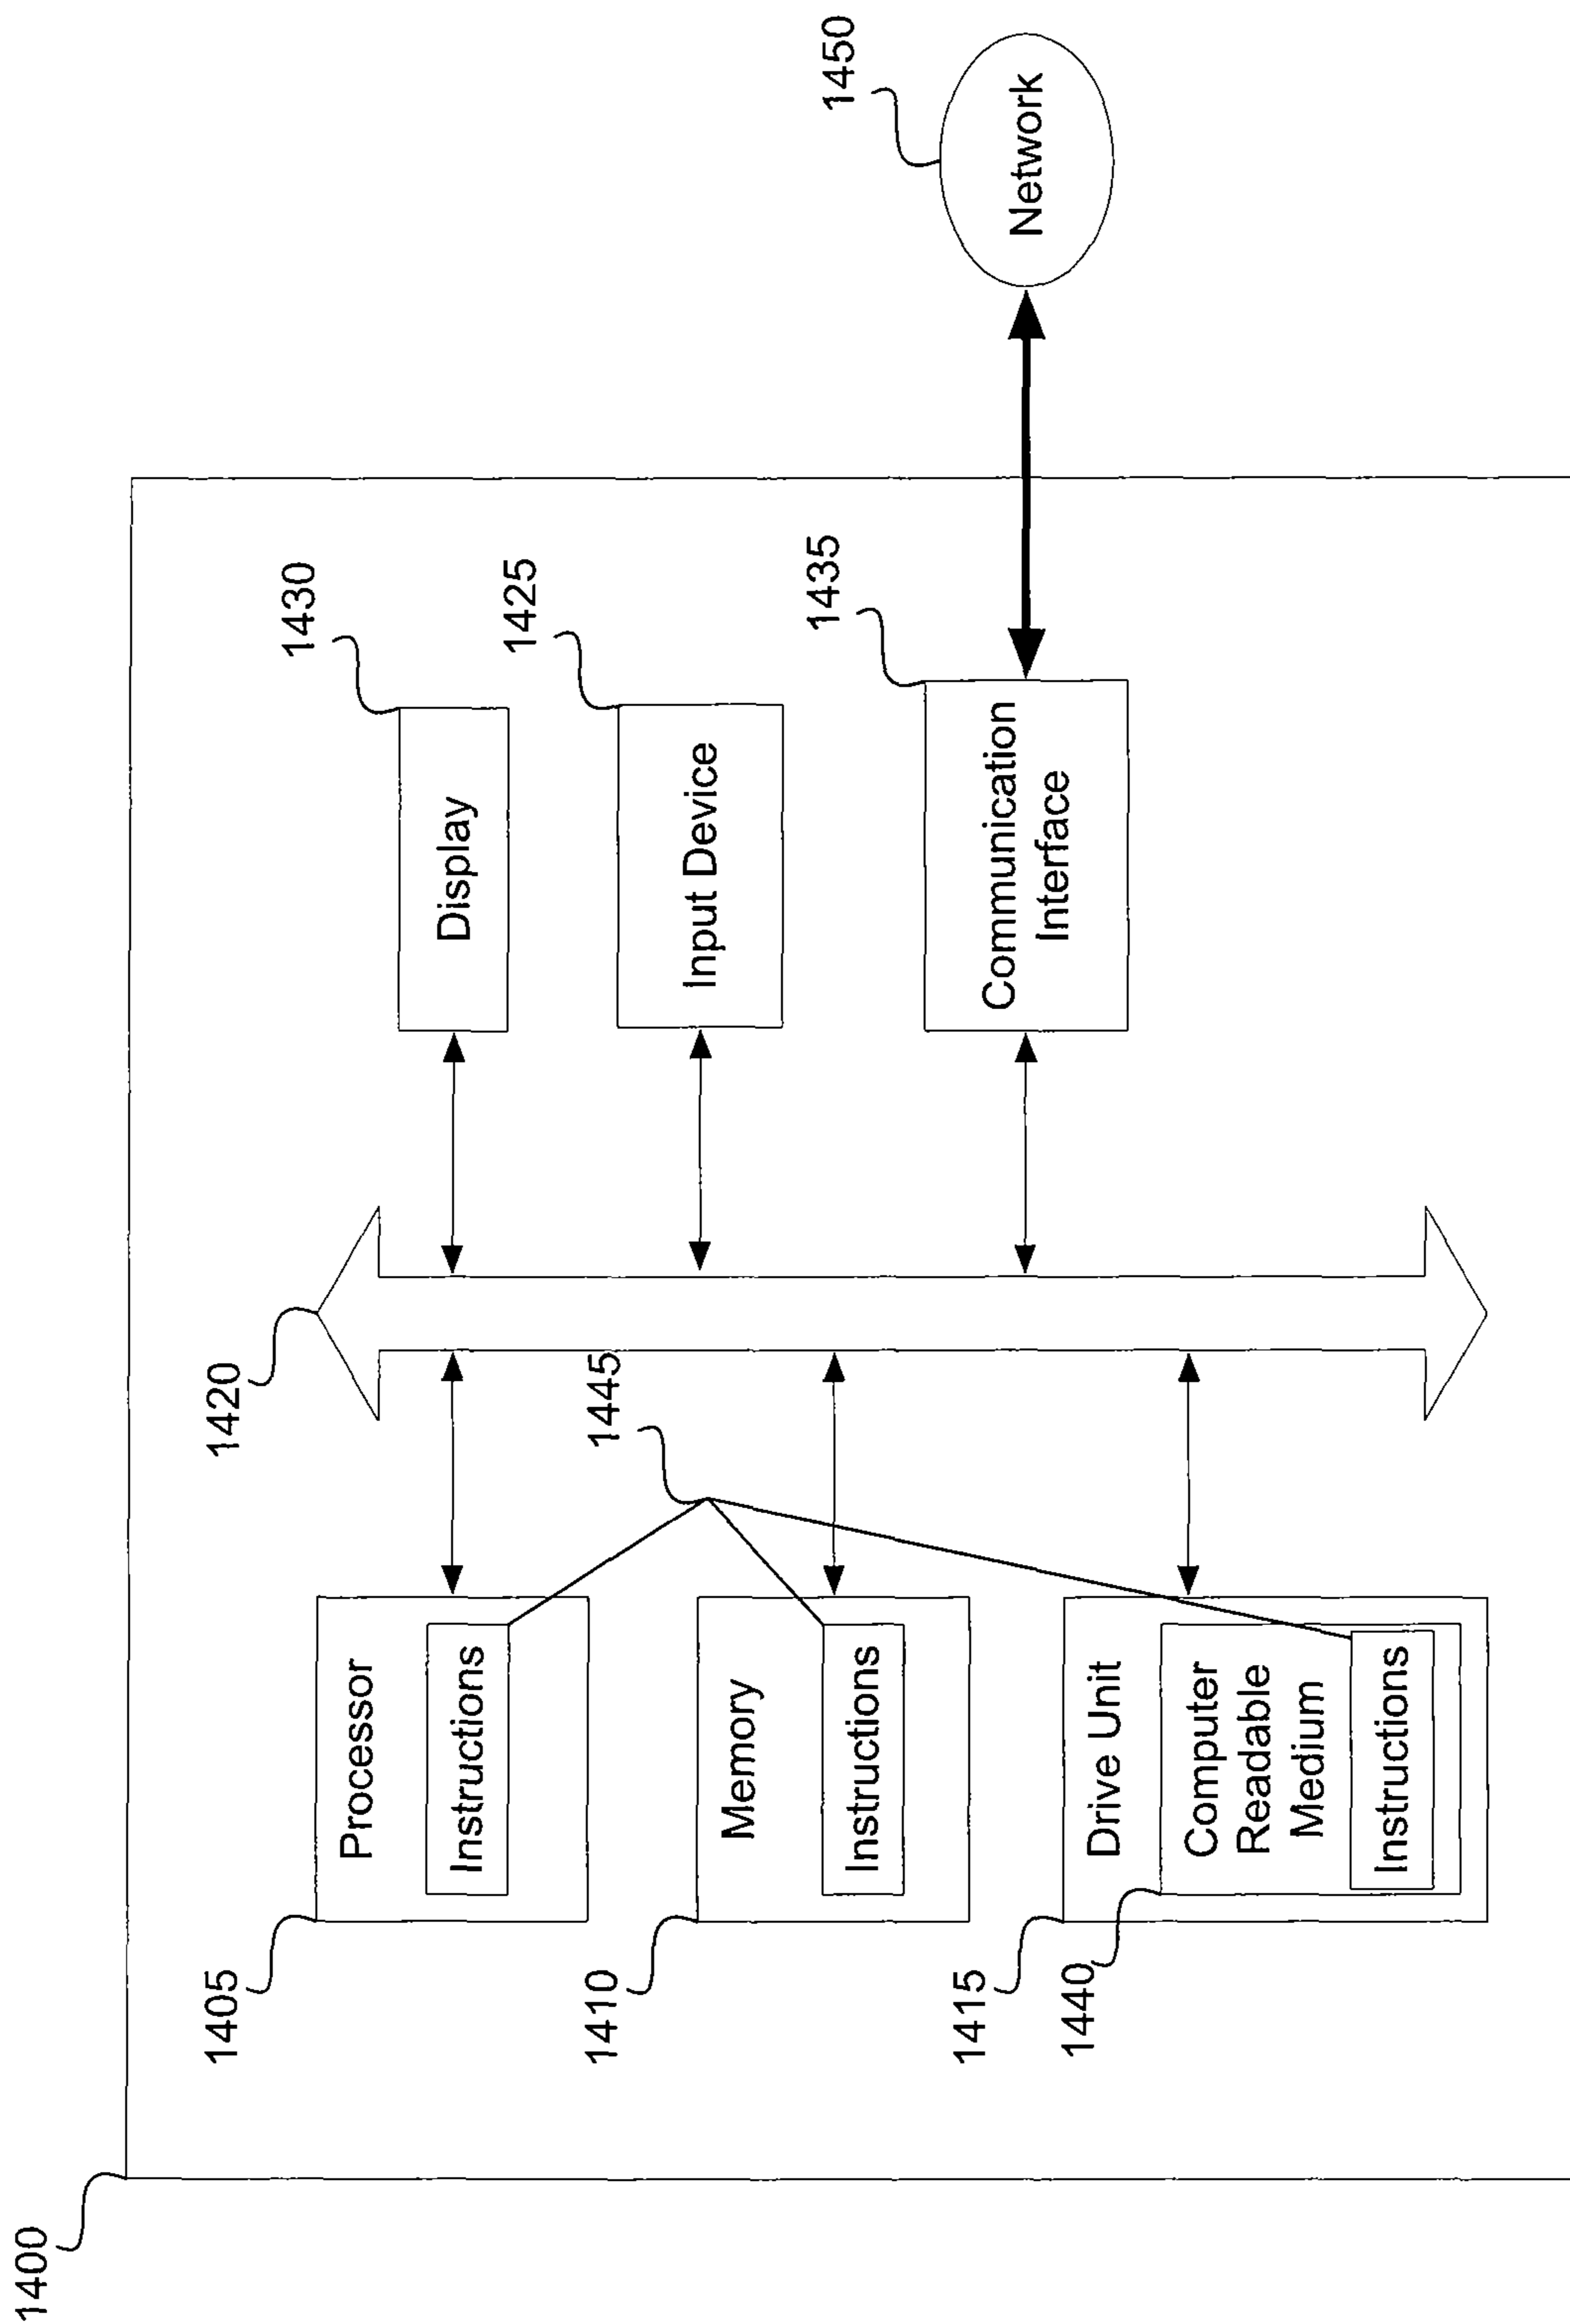 1400
1405
Processor
Instructions
1410
Memory
Instructions
1415
Drive Unit
1440
Computer
Readable
Medium
Instructions
1420
1445
1430
Display
1425
Input Device
1435
Communication
Interface
1450
Network